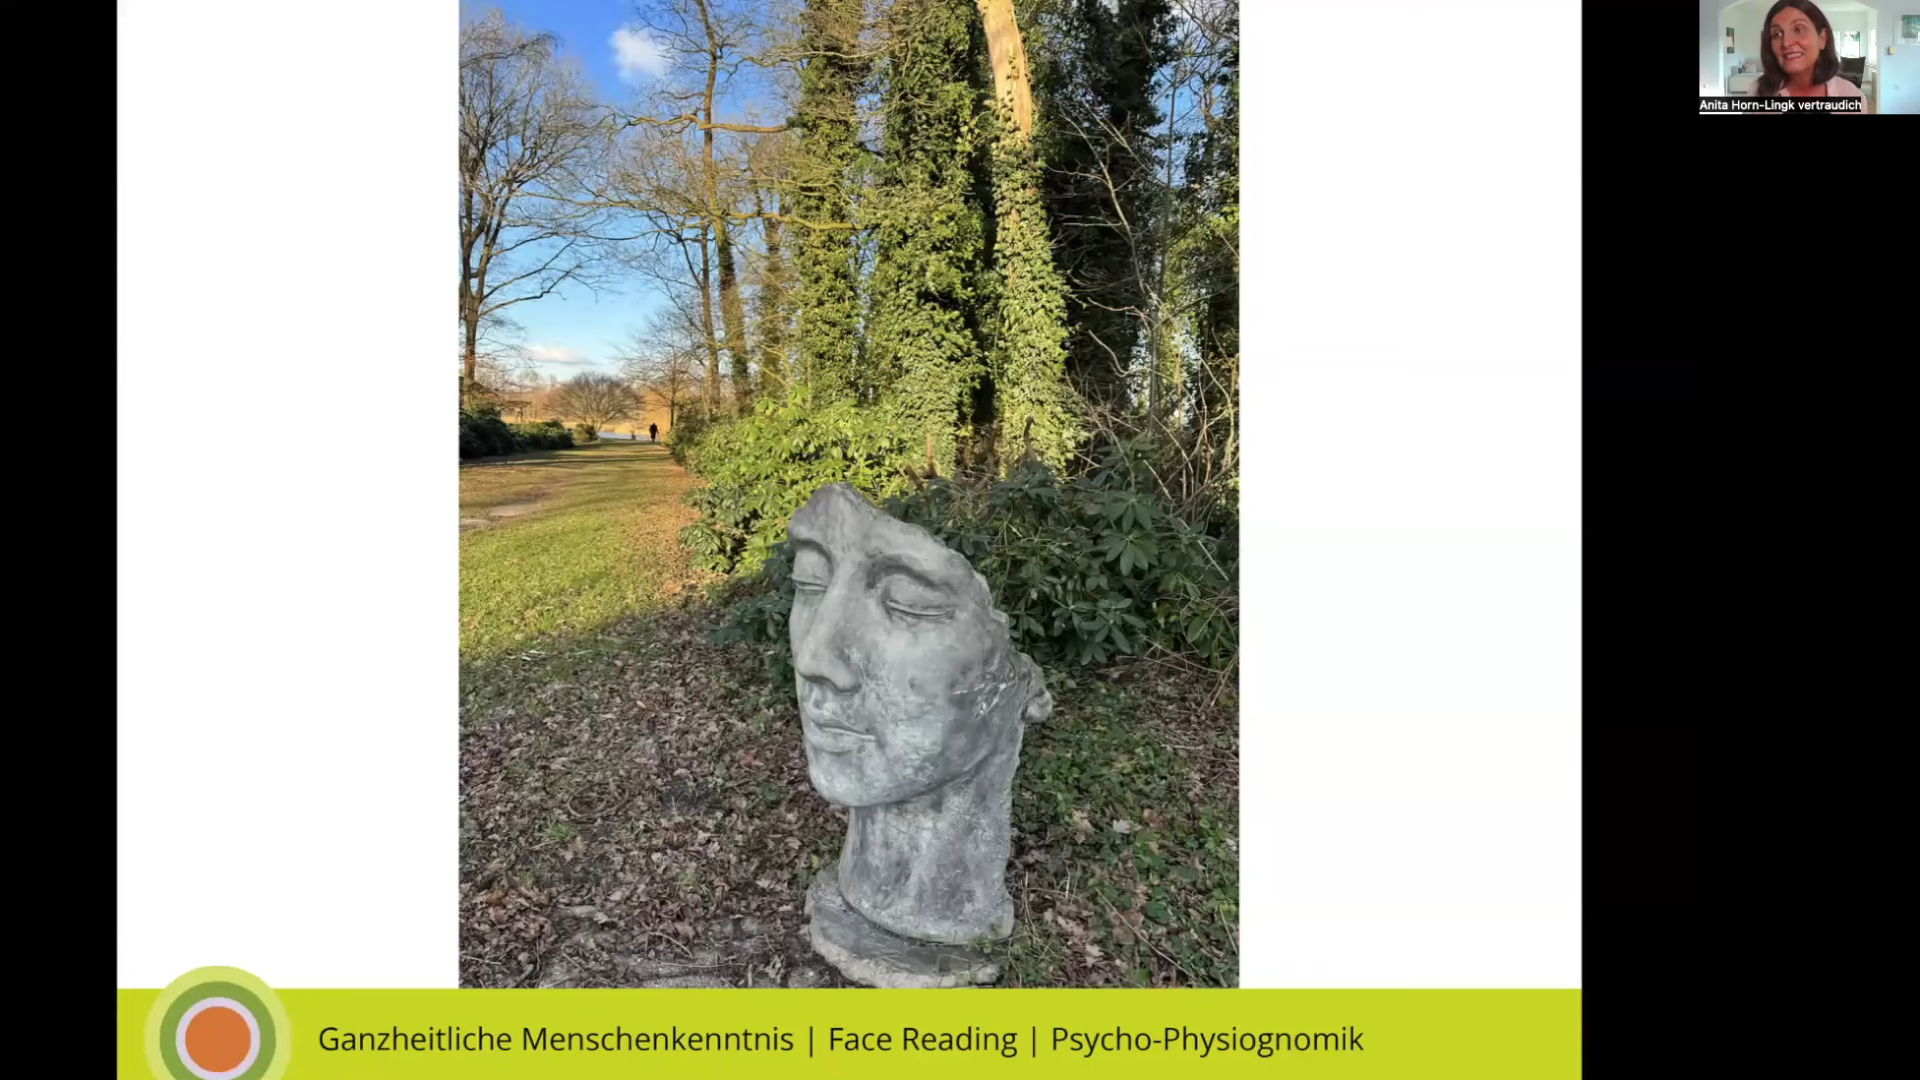 Anita Horn-Lingk vertraudich
Ganzheitliche Menschenkenntnis | Face Reading | Psycho-Physiognomik